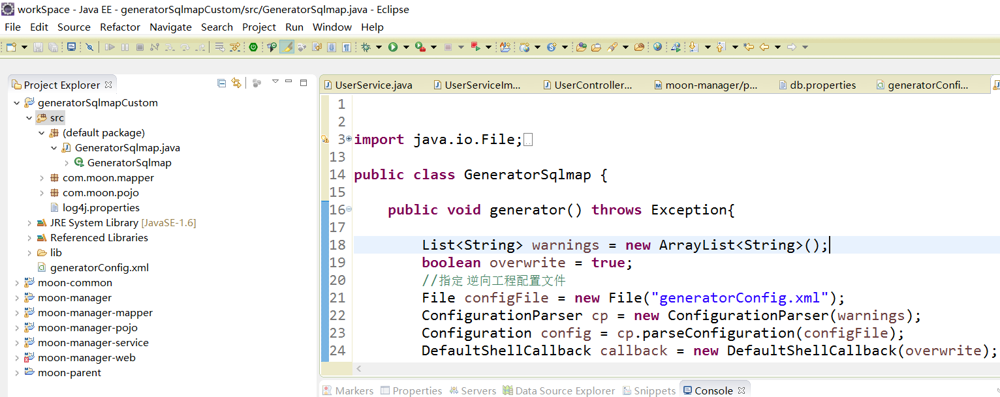 workSpace - Java EE - generatorSqlmapCustom/src/GeneratorSqlmap.java - Eclipse
File Edit Source Refactor Navigate Search Project Run Window Help
Project Explorer
generatorSqlmapCustom
src
(default package)
GeneratorSqlmap.java
GeneratorSqlmap
com.moon.mapper
com.moon.pojo
log4j.properties
JRE System Library [JavaSE-1.6]
Referenced Libraries
lib
generatorConfig.xml
moon-common
moon-manager
moon-manager-mapper
moon-manager-pojo
moon-manager-service
moon-manager-web
moon-parent
UserService.java UserServiceIm... UserController... moon-manager/p... db.properties generatorConfi...
1
2
3 import java.io.File;
13
14 public class GeneratorSqlmap {
15
16 public void generator() throws Exception{
17
18 List<String> warnings = new ArrayList<String>();
19 boolean overwrite = true;
20 //指定 逆向工程配置文件
21 File configFile = new File("generatorConfig.xml");
22 ConfigurationParser cp = new ConfigurationParser(warnings);
23 Configuration config = cp.parseConfiguration(configFile);
24 DefaultShellCallback callback = new DefaultShellCallback(overwrite);
Markers Properties Servers Data Source Explorer Snippets Console